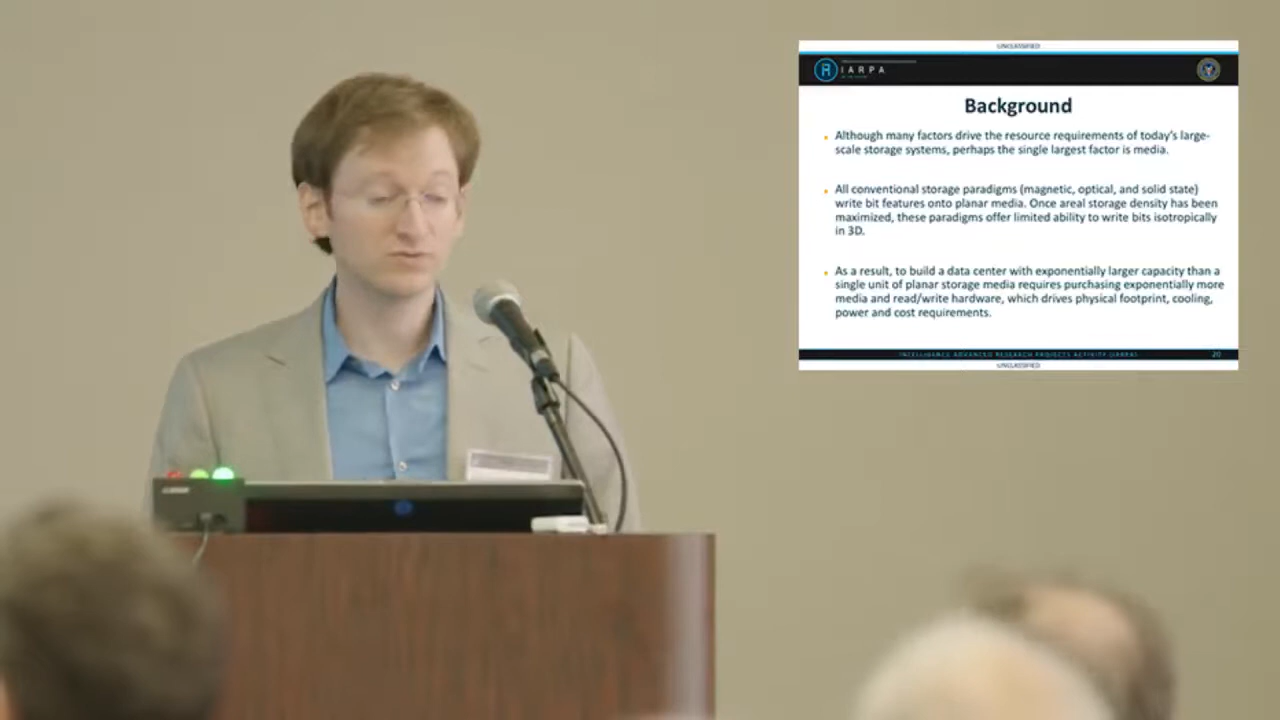 UNCLASSIFIED
IARPA
Background
Although many factors drive the resource requirements of today's large-
scale storage systems, perhaps the single largest factor is media.
All conventional storage paradigms (magnetic, optical, and solid state)
write bit features onto planar media. Once areal storage density has been
maximized, these paradigms offer limited ability to write bits isotropically
in 3D.
As a result, to build a data center with exponentially larger capacity than a
single unit of planar storage media requires purchasing exponentially more
media and read/write hardware, which drives physical footprint, cooling,
power and cost requirements.
INTELLIGENCE ADVANCED RESEARCH PROJECTS ACTIVITY (IARPA)
20
UNCLASSIFIED